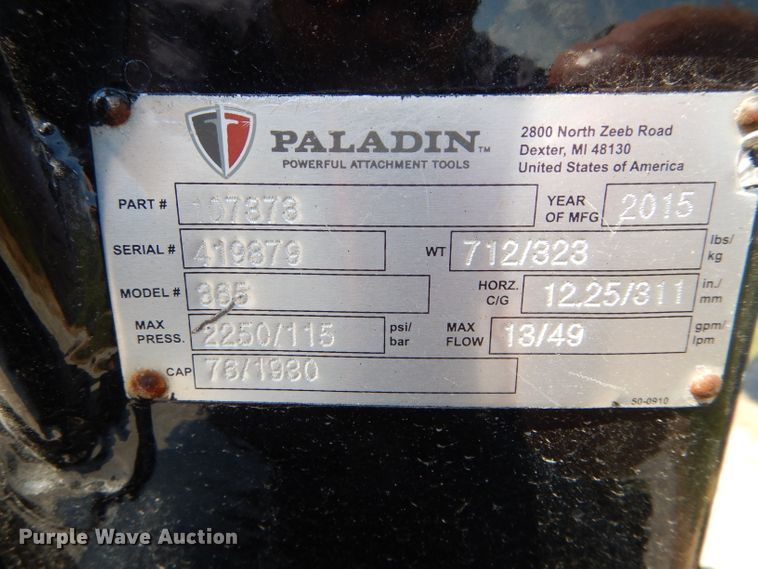 PALADIN™
POWERFUL ATTACHMENT TOOLS
2800 North Zeeb Road
Dexter, MI 48130
United States of America
PART #
YEAR OF MFG 2015
SERIAL # 419879 WT 712/323 lbs/ kg
MODEL # HORZ. C/G 12.25/311 in./ mm
MAX PRESS. 2250/115 psi/ bar MAX FLOW 13/49 gpm/ lpm
CAP 76/1930
50-0910
Purple Wave Auction